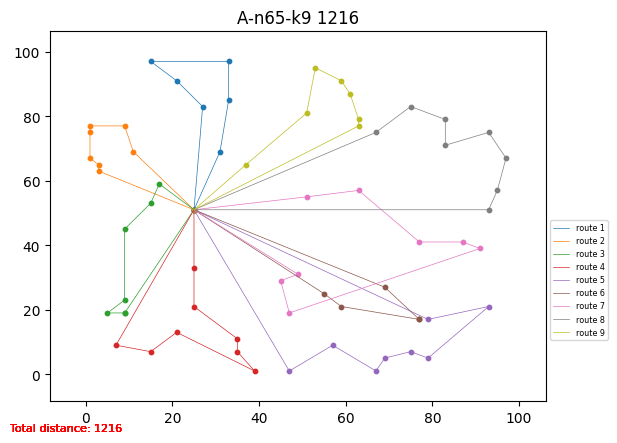 A-n65-k9 1216
100
80
60
40
20
0
0 20 40 60 80 100
route 1
route 2
route 3
route 4
route 5
route 6
route 7
route 8
route 9
Total distance: 1216